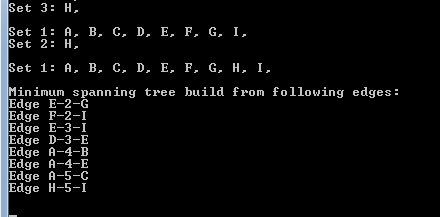 Set 3: H,
Set 1: A, B, C, D, E, F, G, I,
Set 2: H,
Set 1: A, B, C, D, E, F, G, H, I,
Minimum spanning tree build from following edges:
Edge E-2-G
Edge F-2-I
Edge E-3-I
Edge D-3-E
Edge A-4-B
Edge A-4-E
Edge A-5-C
Edge H-5-I